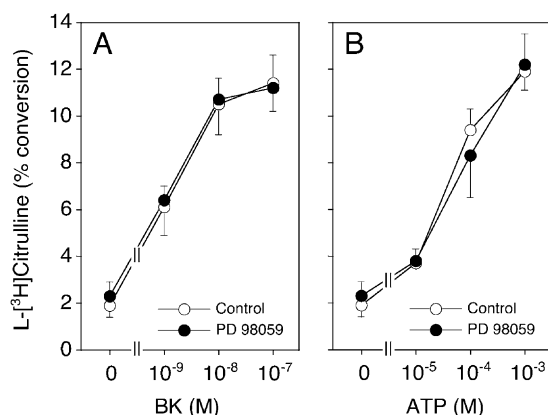 A
B
L-[³H]Citrulline (% conversion)
14
12
10
8
6
4
2
0
Control
PD 98059
Control
PD 98059
0 10⁻⁹ 10⁻⁸ 10⁻⁷
0 10⁻⁵ 10⁻⁴ 10⁻³
BK (M)
ATP (M)